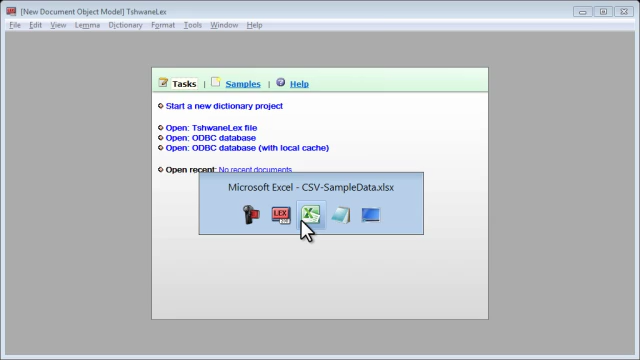 [New Document Object Model] TshwaneLex
File Edit View Lemma Dictionary Format Tools Window Help
Tasks | Samples | Help
Start a new dictionary project
Open: TshwaneLex file
Open: ODBC database
Open: ODBC database (with local cache)
Open recent: No recent documents
Microsoft Excel - CSV-SampleData.xlsx
LEX